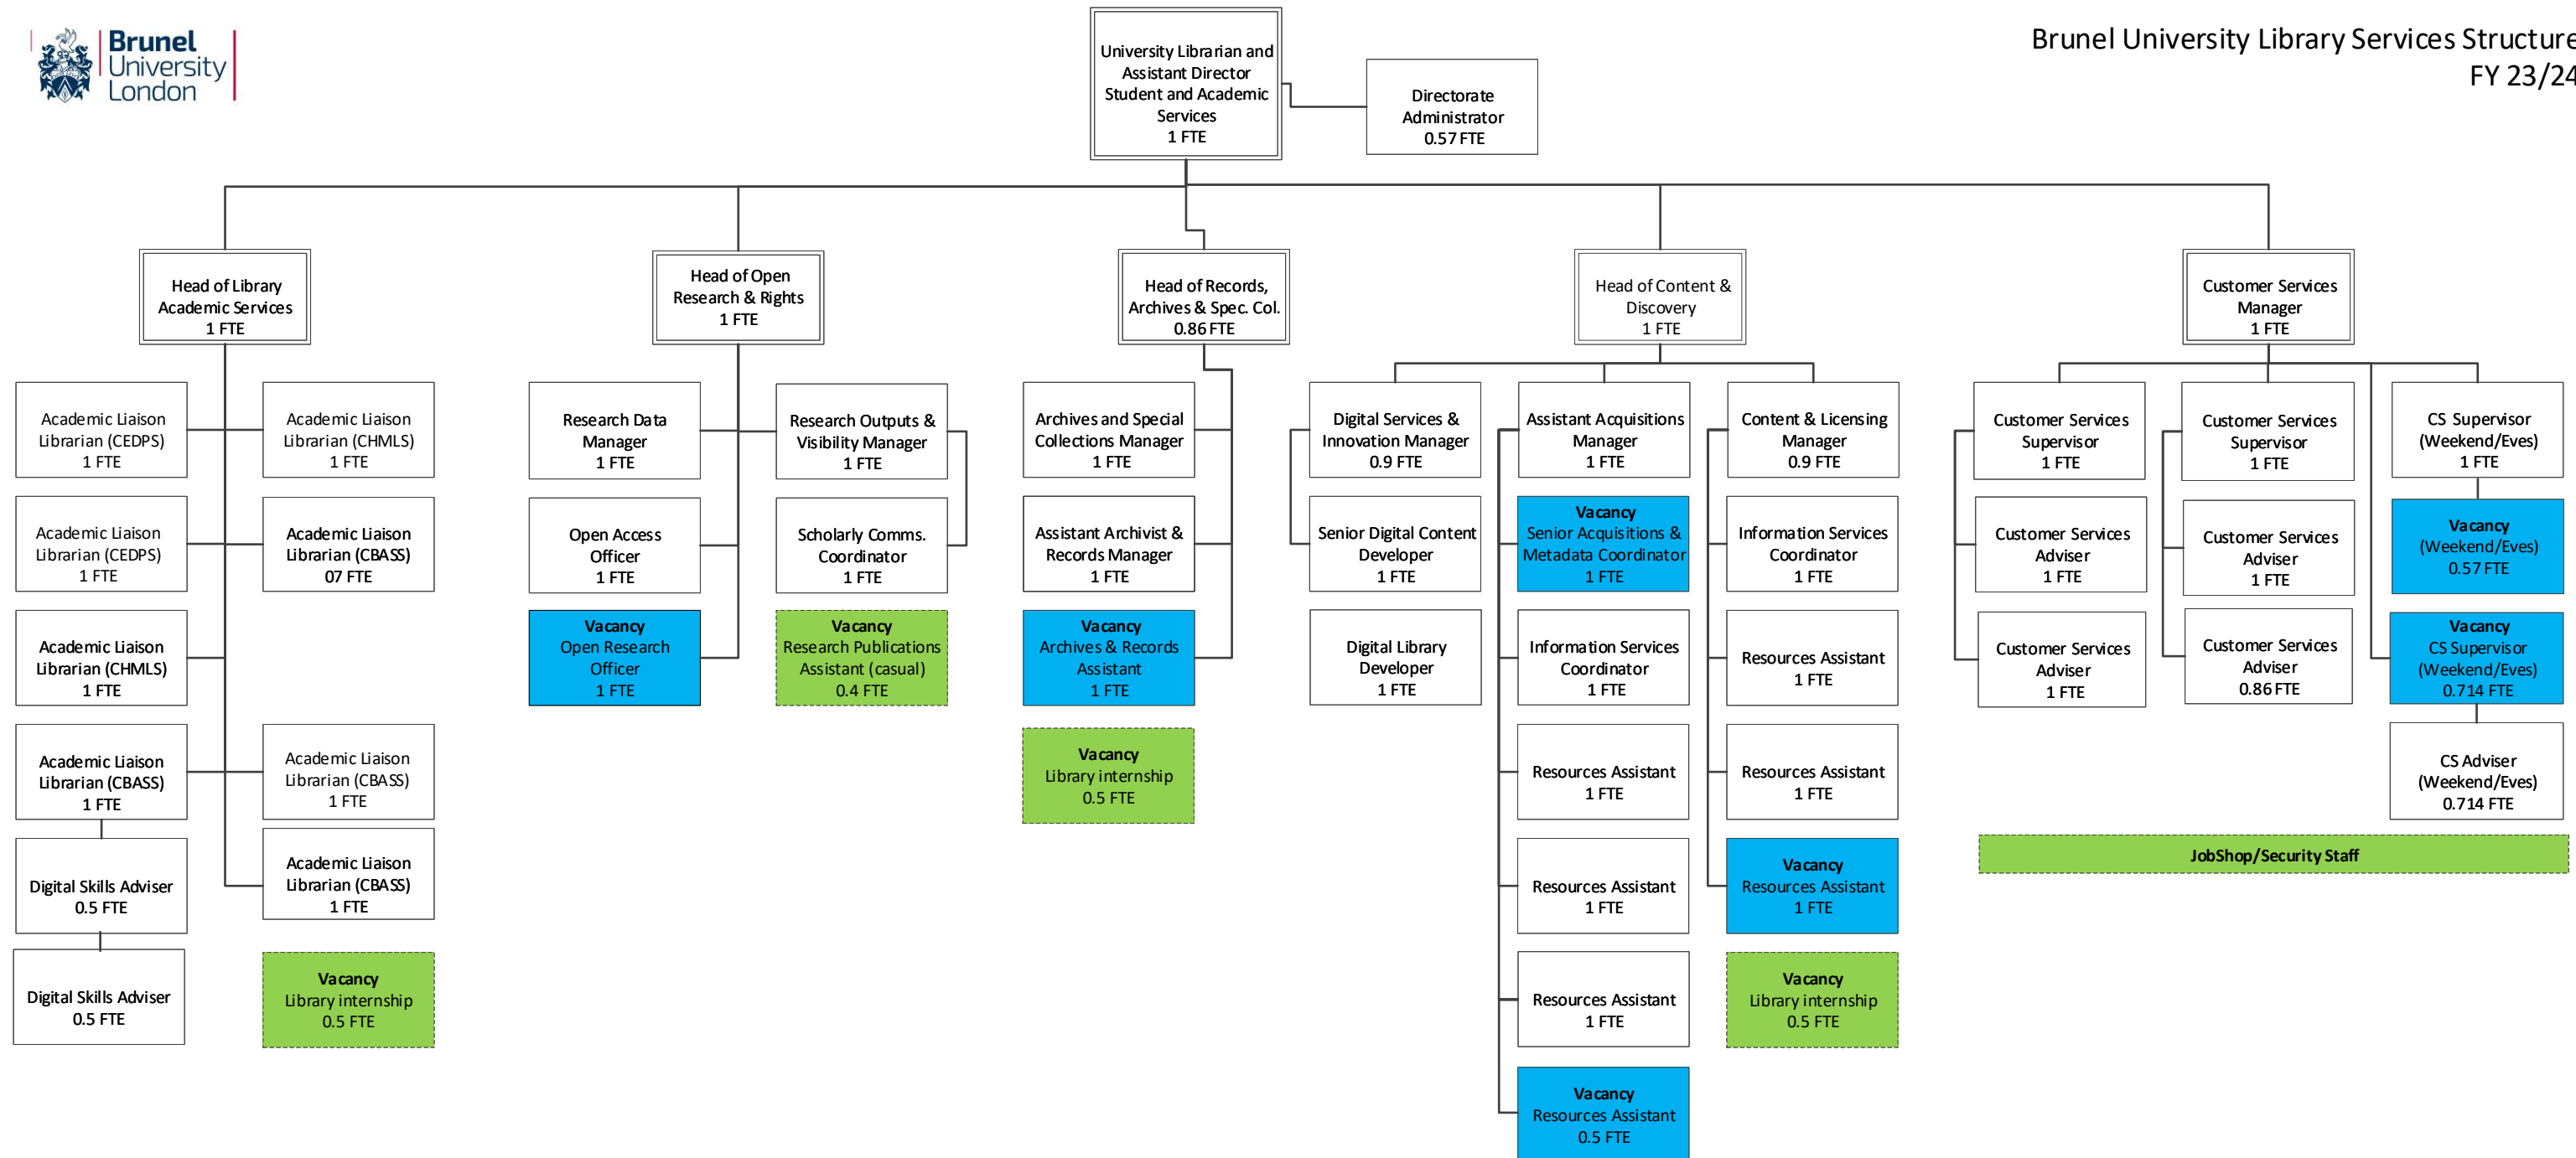 Brunel
University
London
Brunel University Library Services Structure
FY 23/24
University Librarian and
Assistant Director
Student and Academic
Services
1 FTE
Directorate
Administrator
0.57 FTE
Head of Library
Academic Services
1 FTE
Head of Open
Research & Rights
1 FTE
Head of Records,
Archives & Spec. Col.
0.86 FTE
Head of Content &
Discovery
1 FTE
Customer Services
Manager
1 FTE
Academic Liaison
Librarian (CEDPS)
1 FTE
Academic Liaison
Librarian (CHMLS)
1 FTE
Academic Liaison
Librarian (CEDPS)
1 FTE
Academic Liaison
Librarian (CBASS)
07 FTE
Academic Liaison
Librarian (CHMLS)
1 FTE
Academic Liaison
Librarian (CBASS)
1 FTE
Academic Liaison
Librarian (CBASS)
1 FTE
Digital Skills Adviser
0.5 FTE
Academic Liaison
Librarian (CBASS)
1 FTE
Digital Skills Adviser
0.5 FTE
Vacancy
Library internship
0.5 FTE
Research Data
Manager
1 FTE
Research Outputs &
Visibility Manager
1 FTE
Open Access
Officer
1 FTE
Scholarly Comms.
Coordinator
1 FTE
Vacancy
Open Research
Officer
1 FTE
Vacancy
Research Publications
Assistant (casual)
0.4 FTE
Archives and Special
Collections Manager
1 FTE
Assistant Archivist &
Records Manager
1 FTE
Vacancy
Archives & Records
Assistant
1 FTE
Vacancy
Library internship
0.5 FTE
Digital Services &
Innovation Manager
0.9 FTE
Senior Digital Content
Developer
1 FTE
Digital Library
Developer
1 FTE
Assistant Acquisitions
Manager
1 FTE
Vacancy
Senior Acquisitions &
Metadata Coordinator
1 FTE
Information Services
Coordinator
1 FTE
Resources Assistant
1 FTE
Resources Assistant
1 FTE
Resources Assistant
1 FTE
Vacancy
Resources Assistant
0.5 FTE
Content & Licensing
Manager
0.9 FTE
Information Services
Coordinator
1 FTE
Resources Assistant
1 FTE
Resources Assistant
1 FTE
Vacancy
Resources Assistant
1 FTE
Vacancy
Library internship
0.5 FTE
Customer Services
Supervisor
1 FTE
Customer Services
Adviser
1 FTE
Customer Services
Adviser
1 FTE
Customer Services
Supervisor
1 FTE
Customer Services
Adviser
1 FTE
Customer Services
Adviser
0.86 FTE
CS Supervisor
(Weekend/Eves)
1 FTE
Vacancy
(Weekend/Eves)
0.57 FTE
Vacancy
CS Supervisor
(Weekend/Eves)
0.714 FTE
CS Adviser
(Weekend/Eves)
0.714 FTE
JobShop/Security Staff